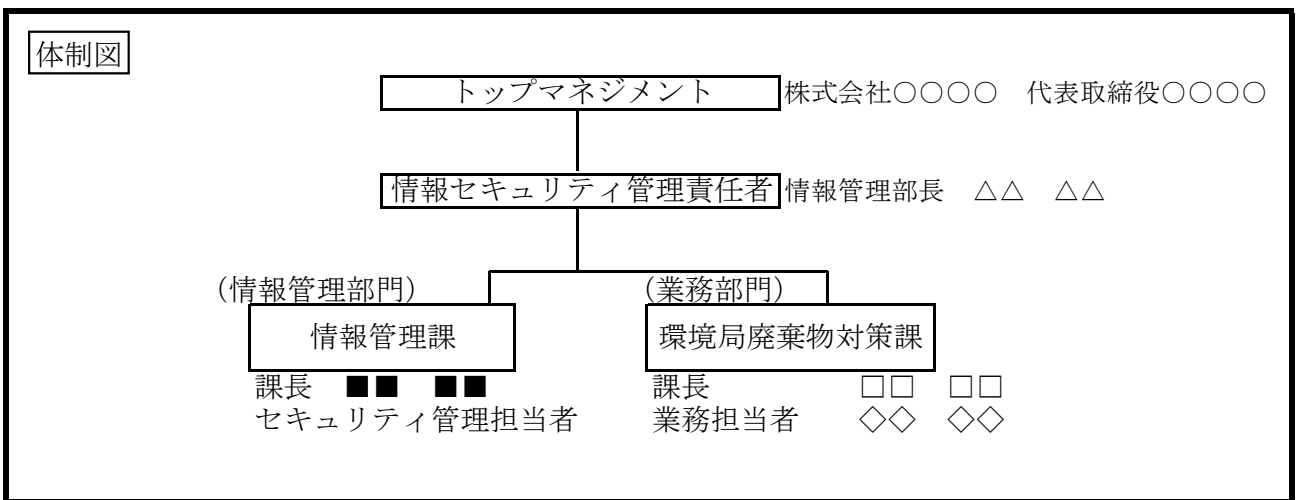 体制図
トップマネジメント 株式会社○○○○ 代表取締役○○○○
情報セキュリティ管理責任者 情報管理部長 △△ △△
（情報管理部門） （業務部門）
情報管理課 環境局廃棄物対策課
課長 ■■ ■■ 課長 □□ □□
セキュリティ管理担当者 業務担当者 ◇◇ ◇◇